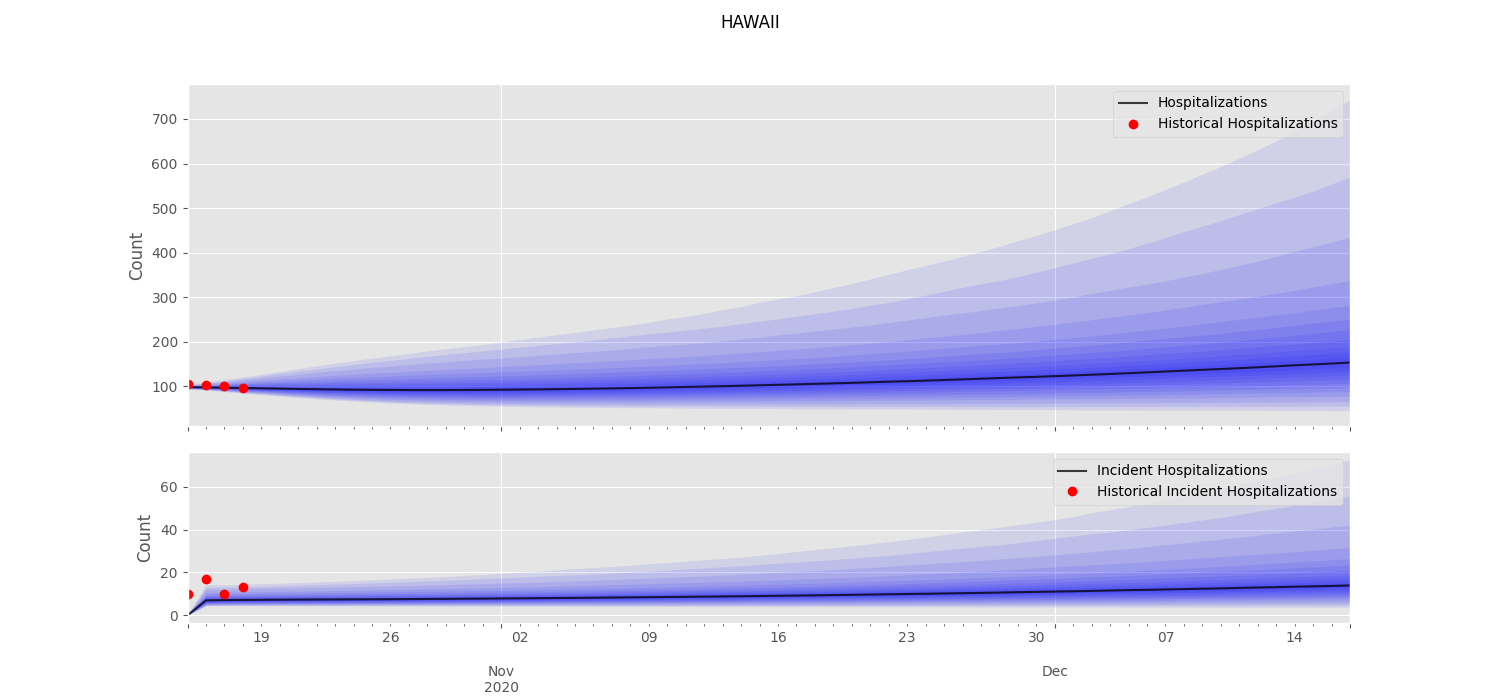 HAWAII
Hospitalizations
Historical Hospitalizations
700
600
500
400
300
200
100
Count
Incident Hospitalizations
Historical Incident Hospitalizations
60
40
20
0
Count
19 26 02 09 16 23 30 07 14
Nov Dec
2020